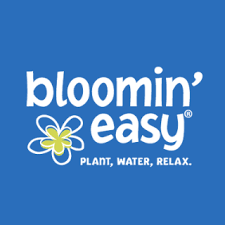 bloomin'
easy®
PLANT, WATER, RELAX.